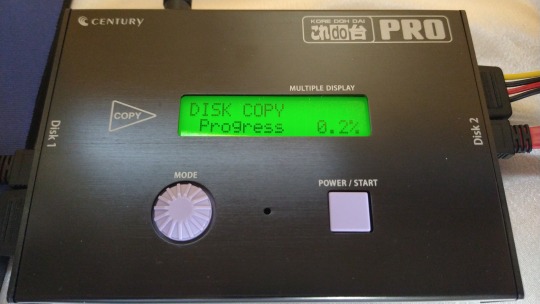 CENTURY
KORE DOH DAI
これdo台
PRO
MULTIPLE DISPLAY
DISK COPY
Progress 0.2%
COPY
Disk 1
Disk 2
MODE
POWER / START